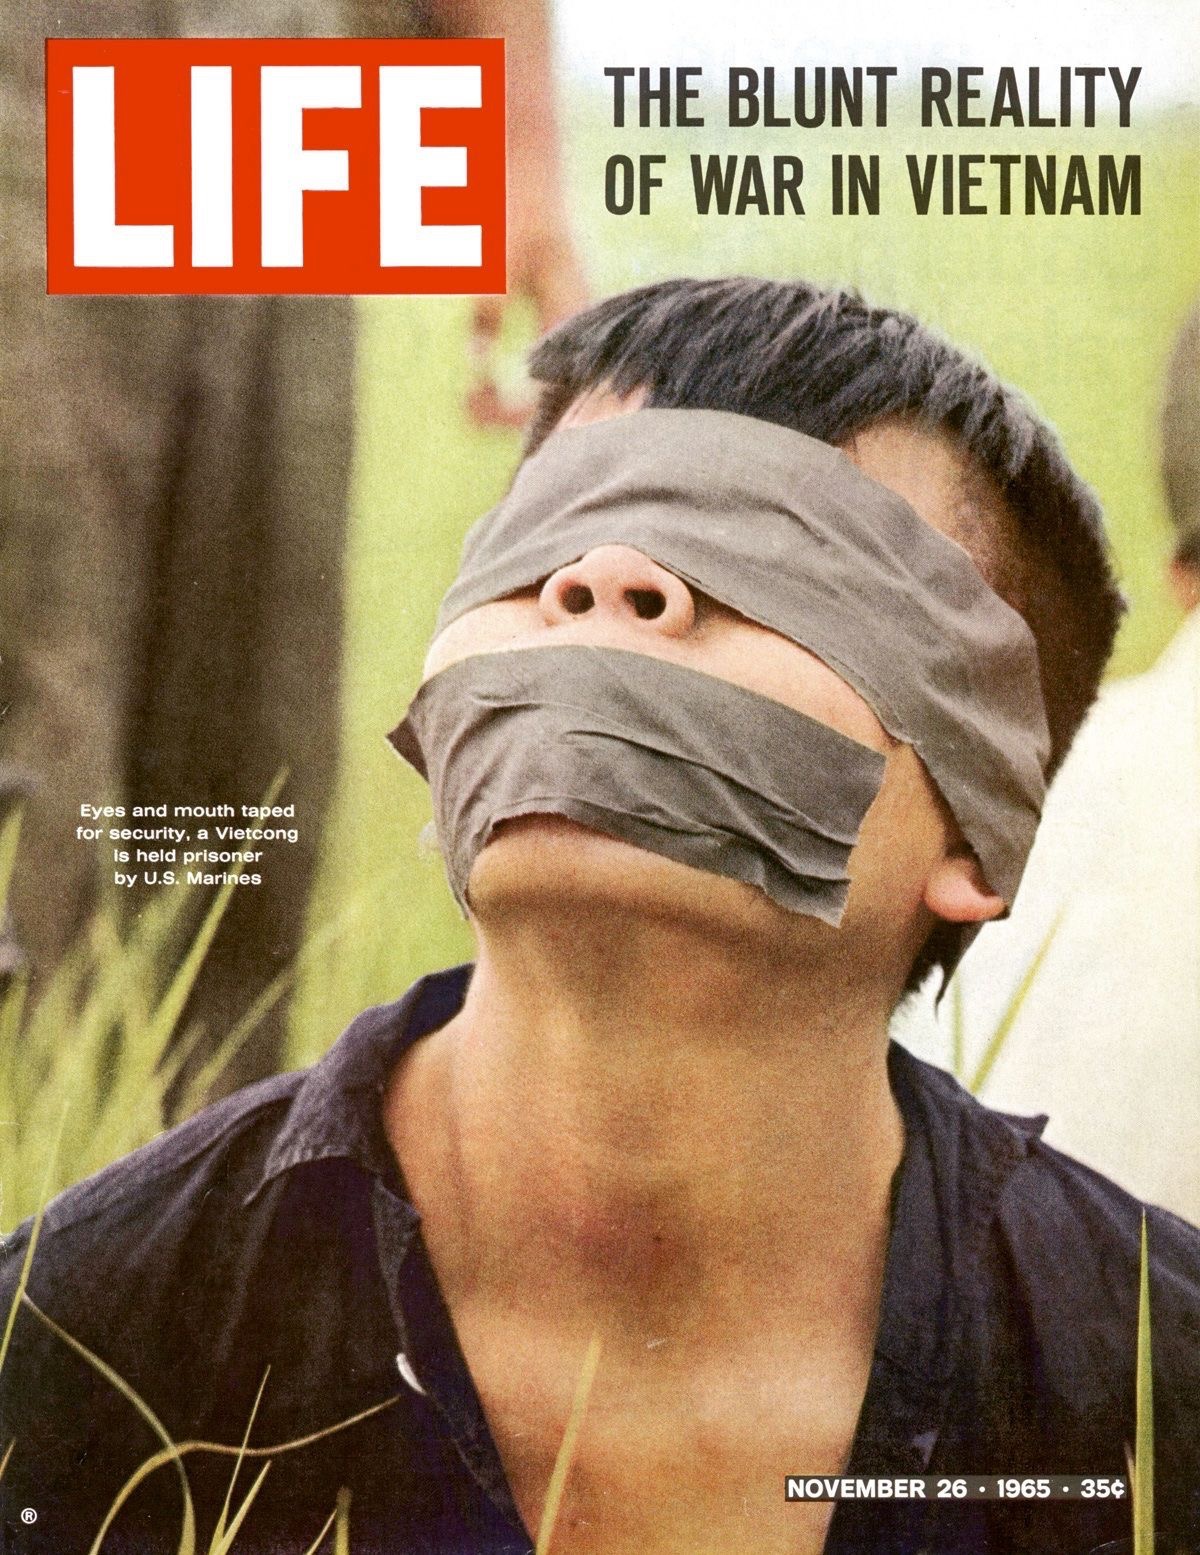 LIFE
THE BLUNT REALITY
OF WAR IN VIETNAM
Eyes and mouth taped
for security, a Vietcong
is held prisoner
by U.S. Marines
NOVEMBER 26 · 1965 · 35¢
®